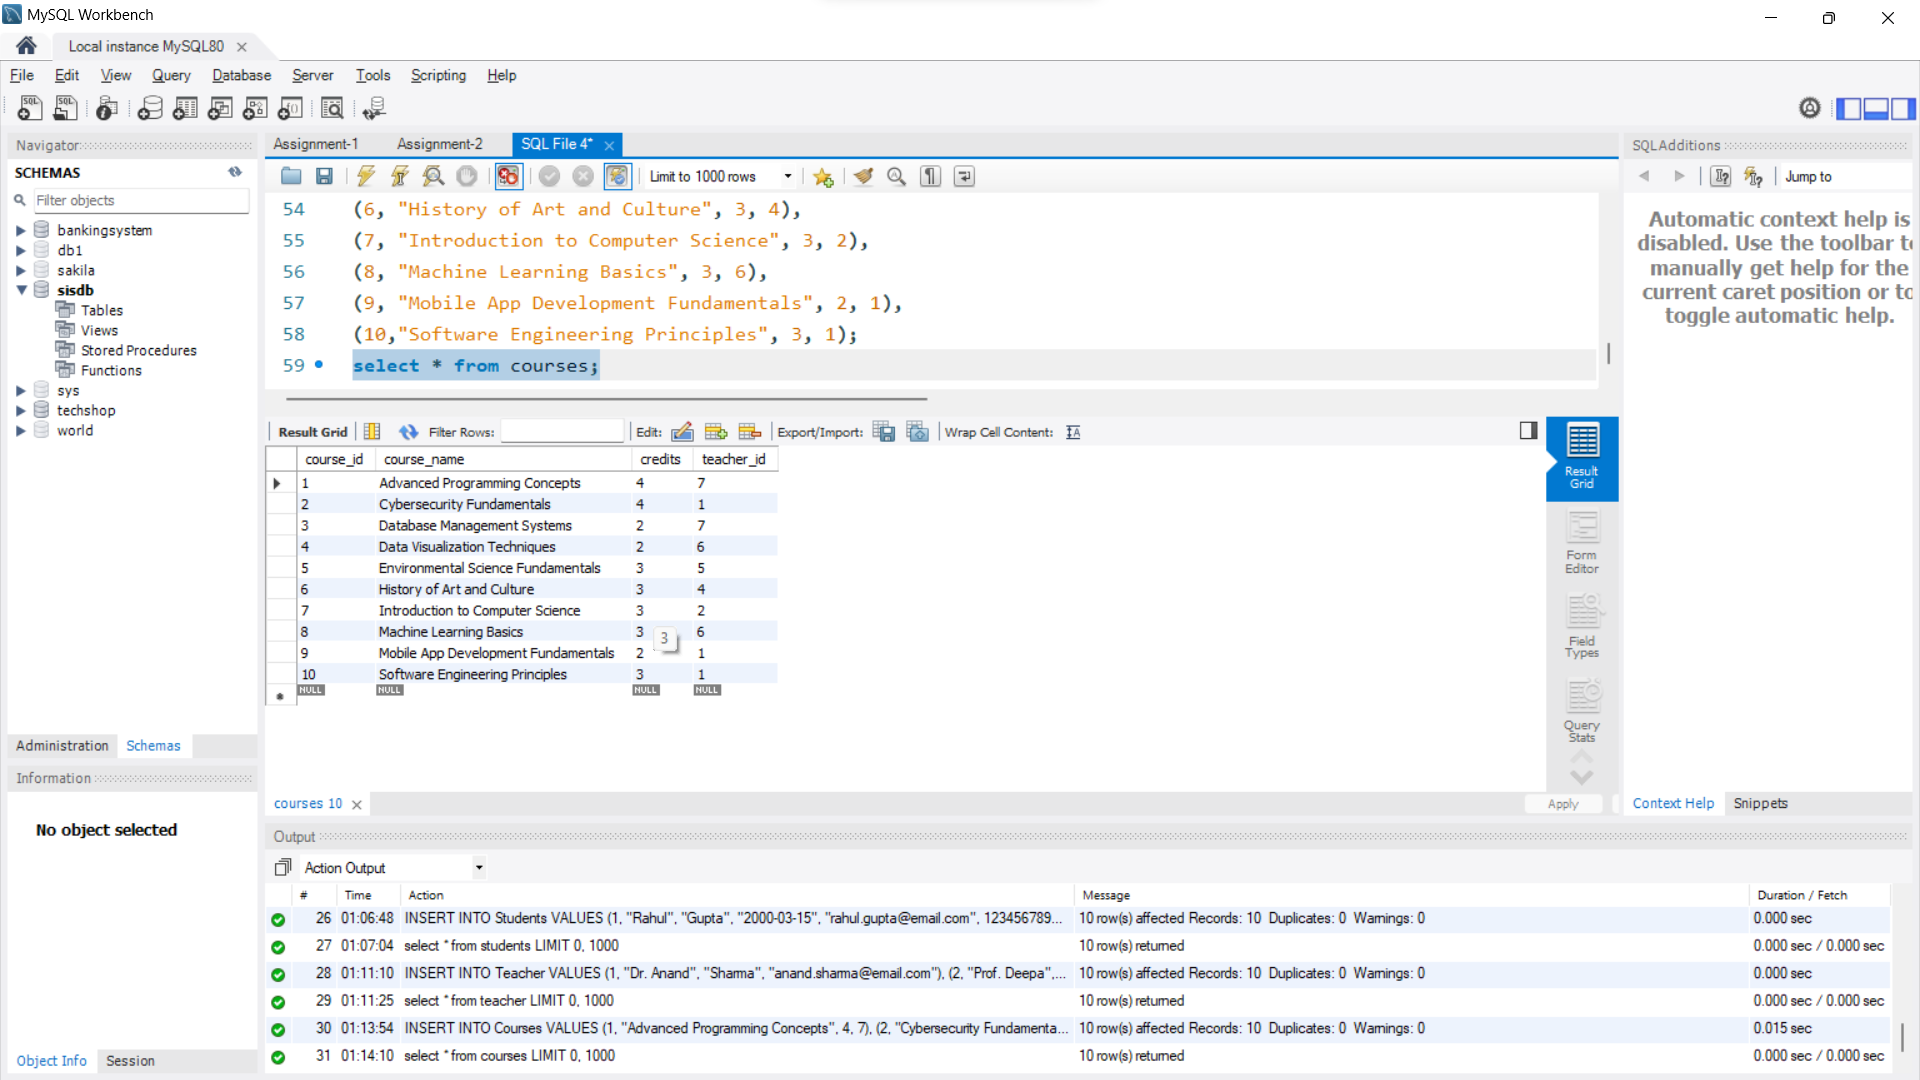 MySQL Workbench
Local instance MySQL80
File Edit View Query Database Server Tools Scripting Help
Navigator
SCHEMAS
Filter objects
bankingsystem
db1
sakila
sisdb
Tables
Views
Stored Procedures
Functions
sys
techshop
world
Administration Schemas
Information
No object selected
Object Info Session
Assignment-1 Assignment-2 SQL File 4*
Limit to 1000 rows
54 (6, "History of Art and Culture", 3, 4),
55 (7, "Introduction to Computer Science", 3, 2),
56 (8, "Machine Learning Basics", 3, 6),
57 (9, "Mobile App Development Fundamentals", 2, 1),
58 (10,"Software Engineering Principles", 3, 1);
59 select * from courses;
Result Grid Filter Rows: Edit: Export/Import: Wrap Cell Content:
course_id course_name credits teacher_id
1 Advanced Programming Concepts 4 7
2 Cybersecurity Fundamentals 4 1
3 Database Management Systems 2 7
4 Data Visualization Techniques 2 6
5 Environmental Science Fundamentals 3 5
6 History of Art and Culture 3 4
7 Introduction to Computer Science 3 2
8 Machine Learning Basics 3 6
3
9 Mobile App Development Fundamentals 2 1
10 Software Engineering Principles 3 1
NULL NULL NULL NULL
Result
Grid
Form
Editor
Field
Types
Query
Stats
courses 10
Apply
SQLAdditions
Jump to
Automatic context help is
disabled. Use the toolbar to
manually get help for the
current caret position or to
toggle automatic help.
Context Help Snippets
Output
Action Output
# Time Action Message Duration / Fetch
26 01:06:48 INSERT INTO Students VALUES (1, "Rahul", "Gupta", "2000-03-15", "rahul.gupta@email.com", 123456789... 10 row(s) affected Records: 10 Duplicates: 0 Warnings: 0 0.000 sec
27 01:07:04 select * from students LIMIT 0, 1000 10 row(s) returned 0.000 sec / 0.000 sec
28 01:11:10 INSERT INTO Teacher VALUES (1, "Dr. Anand", "Sharma", "anand.sharma@email.com"), (2, "Prof. Deepa",... 10 row(s) affected Records: 10 Duplicates: 0 Warnings: 0 0.000 sec
29 01:11:25 select * from teacher LIMIT 0, 1000 10 row(s) returned 0.000 sec / 0.000 sec
30 01:13:54 INSERT INTO Courses VALUES (1, "Advanced Programming Concepts", 4, 7), (2, "Cybersecurity Fundamenta... 10 row(s) affected Records: 10 Duplicates: 0 Warnings: 0 0.015 sec
31 01:14:10 select * from courses LIMIT 0, 1000 10 row(s) returned 0.000 sec / 0.000 sec